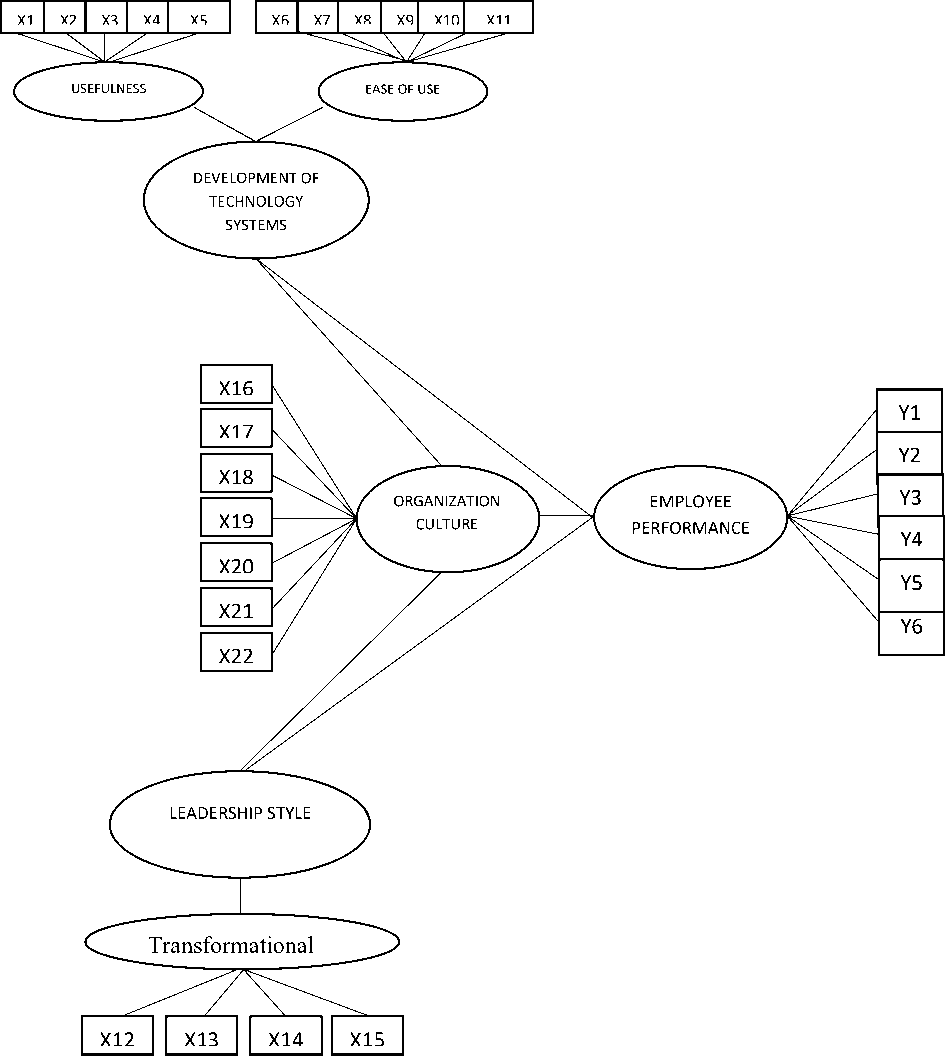 X1 X2 X3 X4 X5 X6 X7 X8 X9 X10 X11
USEFULNESS
EASE OF USE
DEVELOPMENT OF
TECHNOLOGY
SYSTEMS
X16
X17
X18
X19
X20
X21
X22
ORGANIZATION
CULTURE
EMPLOYEE
PERFORMANCE
Y1
Y2
Y3
Y4
Y5
Y6
LEADERSHIP STYLE
Transformational
X12 X13 X14 X15